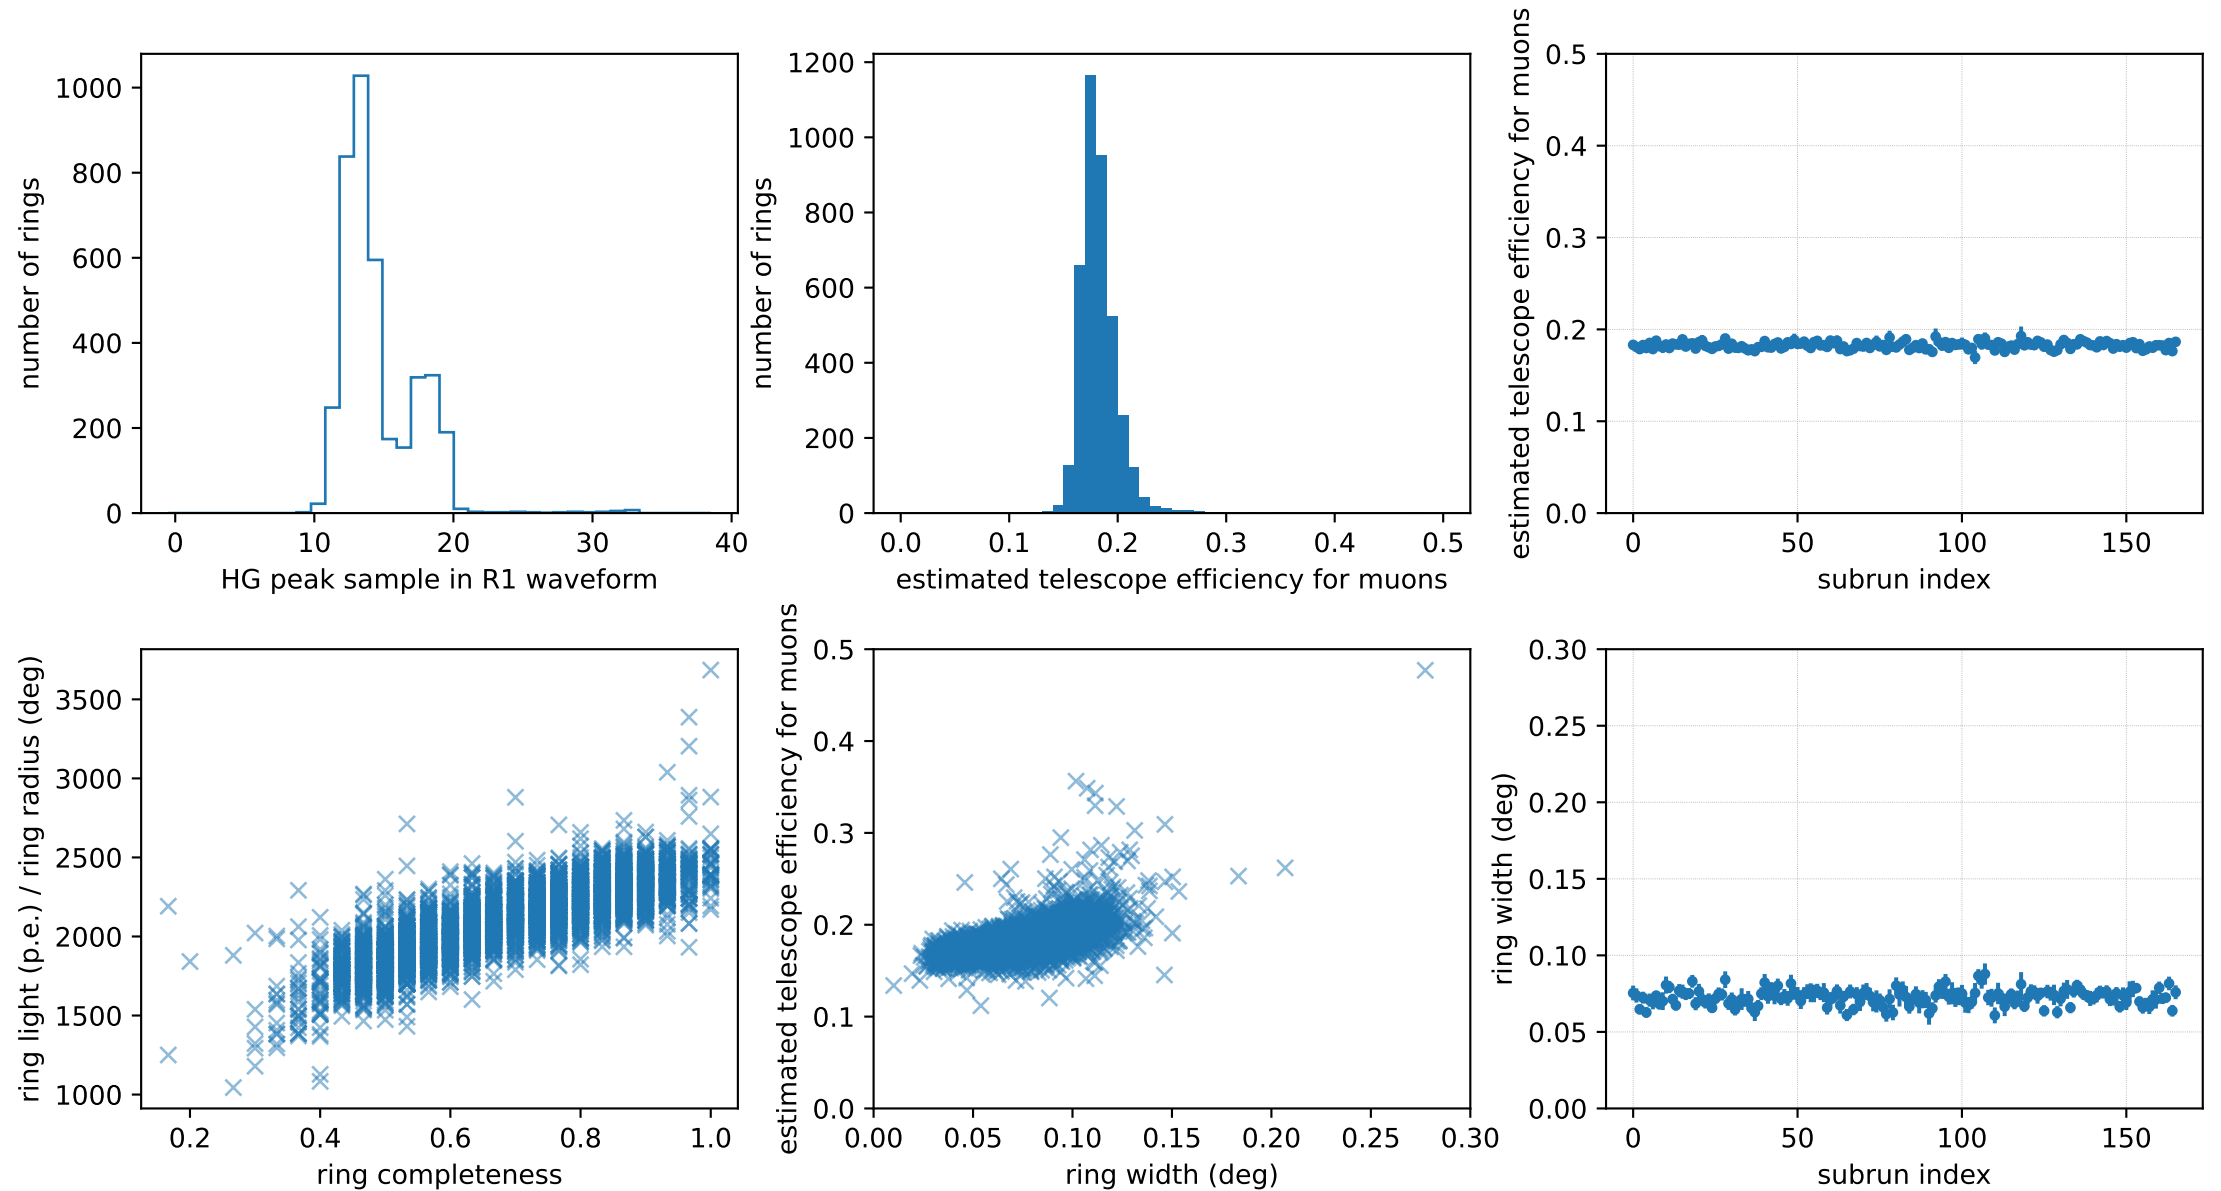 number of rings
1000
800
600
400
200
0
0 10 20 30 40
HG peak sample in R1 waveform
number of rings
1200
1000
800
600
400
200
0
0.0 0.1 0.2 0.3 0.4 0.5
estimated telescope efficiency for muons
estimated telescope efficiency for muons
0.5
0.4
0.3
0.2
0.1
0.0
0 50 100 150
subrun index
ring light (p.e.) / ring radius (deg)
3500
3000
2500
2000
1500
1000
0.2 0.4 0.6 0.8 1.0
ring completeness
estimated telescope efficiency for muons
0.5
0.4
0.3
0.2
0.1
0.0
0.00 0.05 0.10 0.15 0.20 0.25 0.30
ring width (deg)
ring width (deg)
0.30
0.25
0.20
0.15
0.10
0.05
0.00
0 50 100 150
subrun index